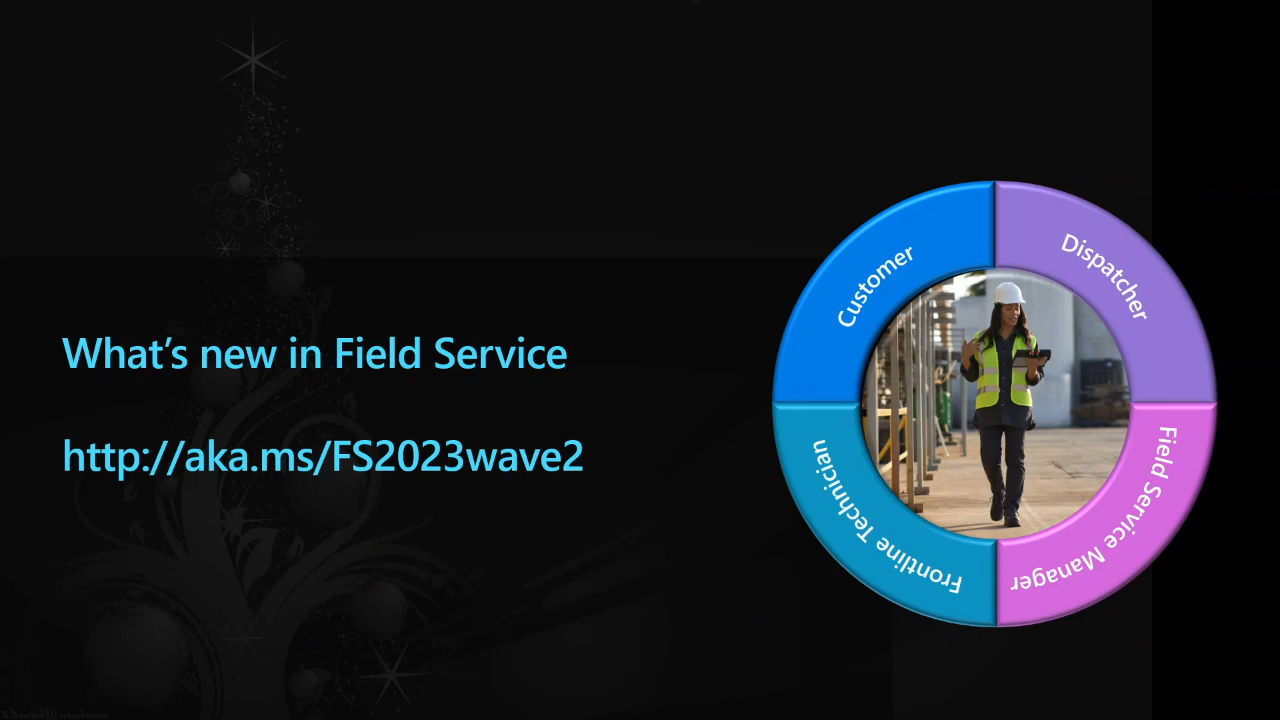 What’s new in Field Service
http://aka.ms/FS2023wave2
Customer
Dispatcher
Frontline Technician
Field Service Manager